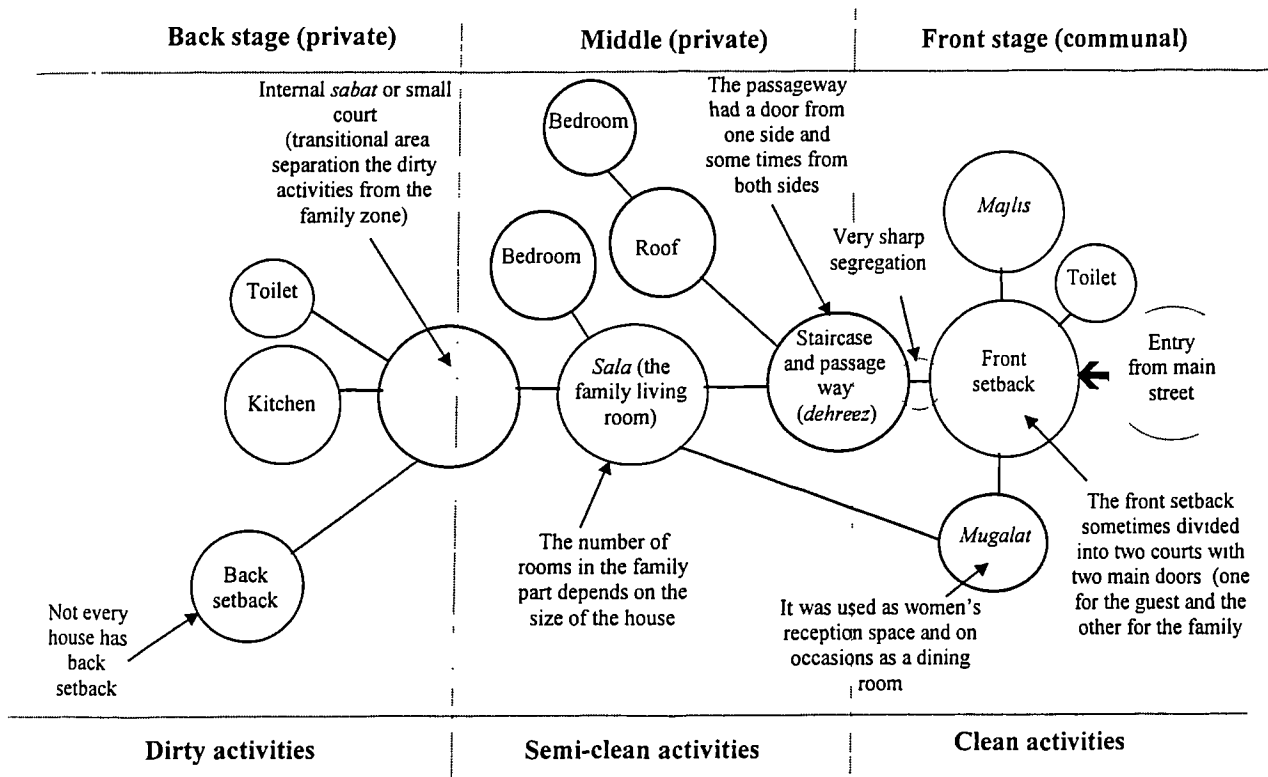 Back stage (private)
Middle (private)
Front stage (communal)
Internal sabat or small
court
(transitional area
separation the dirty
activities from the
family zone)
Bedroom
The passageway
had a door from
one side and
some times from
both sides
Majlis
Bedroom
Roof
Very sharp
segregation
Toilet
Toilet
Kitchen
Sala (the
family living
room)
Staircase
and passage
way
(dehreez)
Front
setback
Entry
from main
street
Back
setback
Not every
house has
back
setback
The number of
rooms in the family
part depends on the
size of the house
Mugalat
It was used as women's
reception space and on
occasions as a dining
room
The front setback
sometimes divided
into two courts with
two main doors (one
for the guest and the
other for the family
Dirty activities
Semi-clean activities
Clean activities